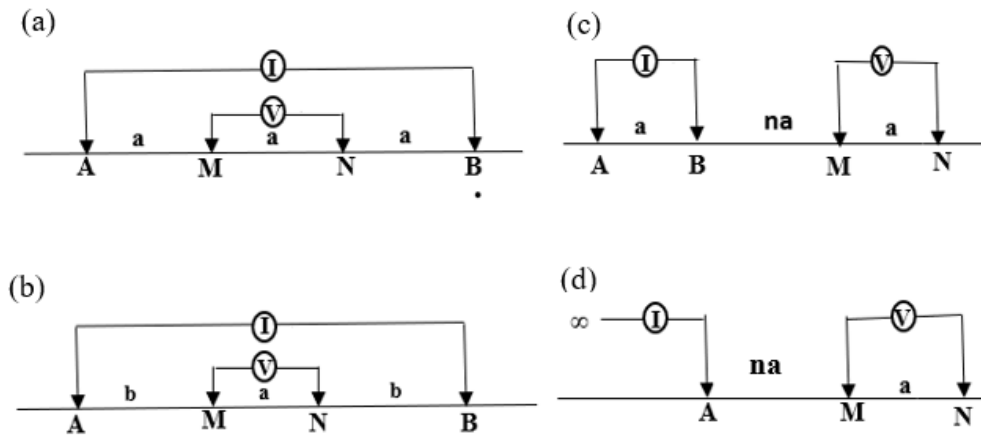 (a)
I
V
a a a
A M N B
(c)
I V
a na a
A B M N
(b)
I
V
b a b
A M N B
(d)
∞ I V
na a
A M N